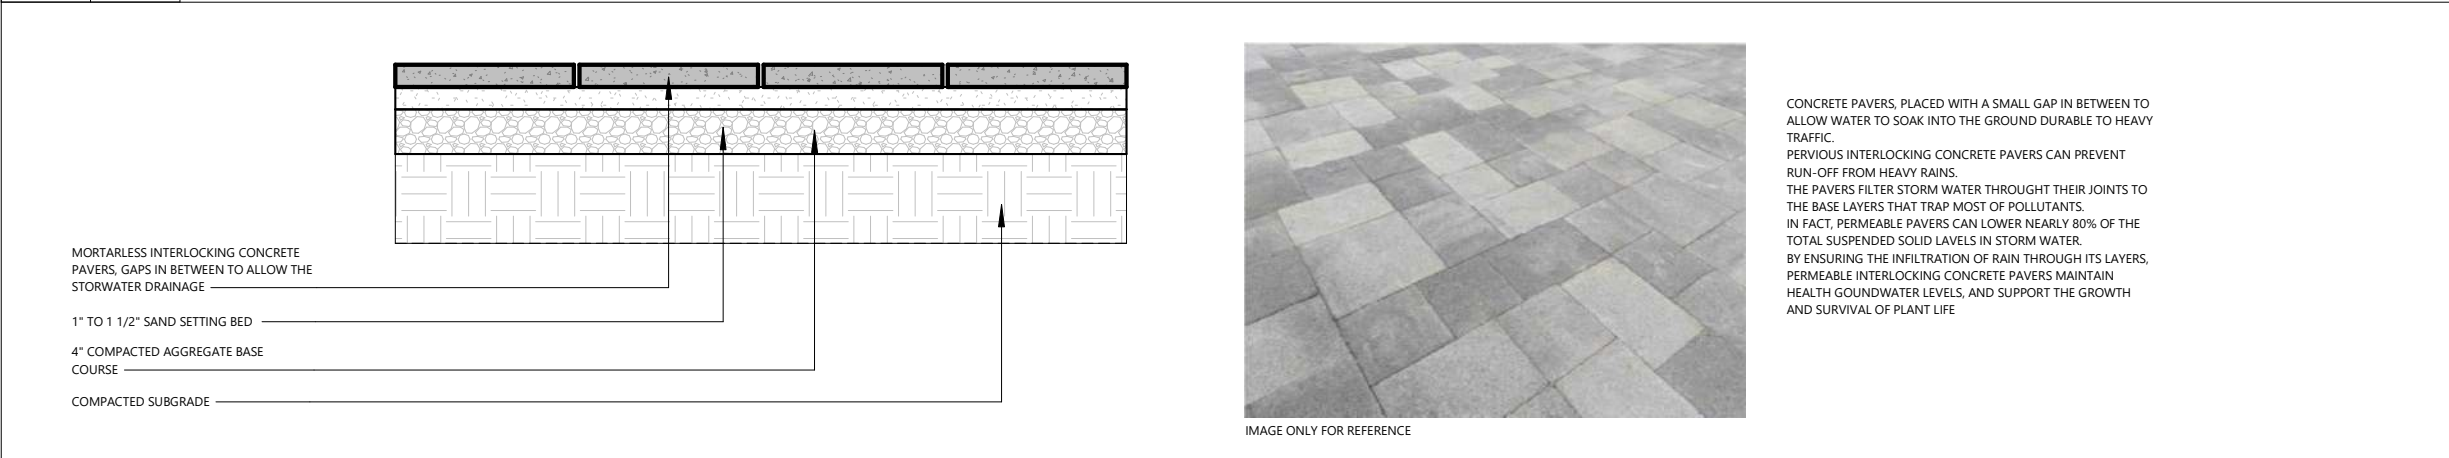 MORTARLESS INTERLOCKING CONCRETE
PAVERS, GAPS IN BETWEEN TO ALLOW THE
STORWATER DRAINAGE
1" TO 1 1/2" SAND SETTING BED
4" COMPACTED AGGREGATE BASE
COURSE
COMPACTED SUBGRADE
IMAGE ONLY FOR REFERENCE
CONCRETE PAVERS, PLACED WITH A SMALL GAP IN BETWEEN TO
ALLOW WATER TO SOAK INTO THE GROUND DURABLE TO HEAVY
TRAFFIC.
PERVIOUS INTERLOCKING CONCRETE PAVERS CAN PREVENT
RUN-OFF FROM HEAVY RAINS.
THE PAVERS FILTER STORM WATER THROUGHT THEIR JOINTS TO
THE BASE LAYERS THAT TRAP MOST OF POLLUTANTS.
IN FACT, PERMEABLE PAVERS CAN LOWER NEARLY 80% OF THE
TOTAL SUSPENDED SOLID LAVELS IN STORM WATER.
BY ENSURING THE INFILTRATION OF RAIN THROUGH ITS LAYERS,
PERMEABLE INTERLOCKING CONCRETE PAVERS MAINTAIN
HEALTH GOUNDWATER LEVELS, AND SUPPORT THE GROWTH
AND SURVIVAL OF PLANT LIFE